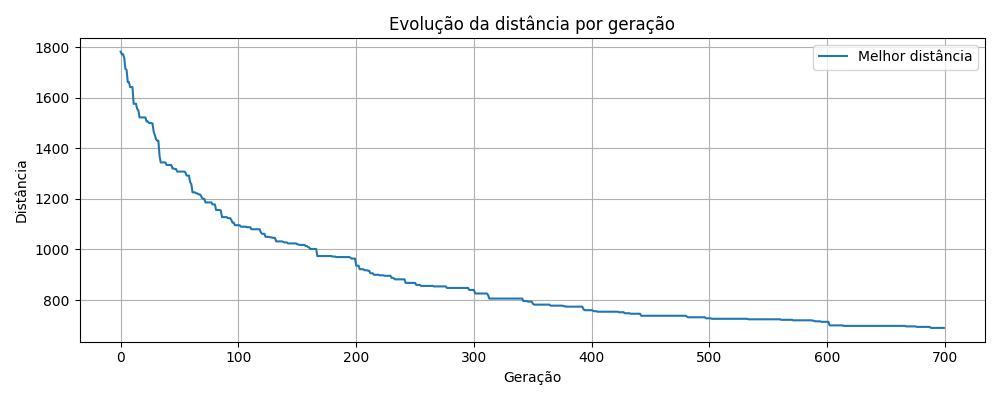 Evolução da distância por geração
Melhor distância
Distância
1800
1600
1400
1200
1000
800
0 100 200 300 400 500 600 700
Geração